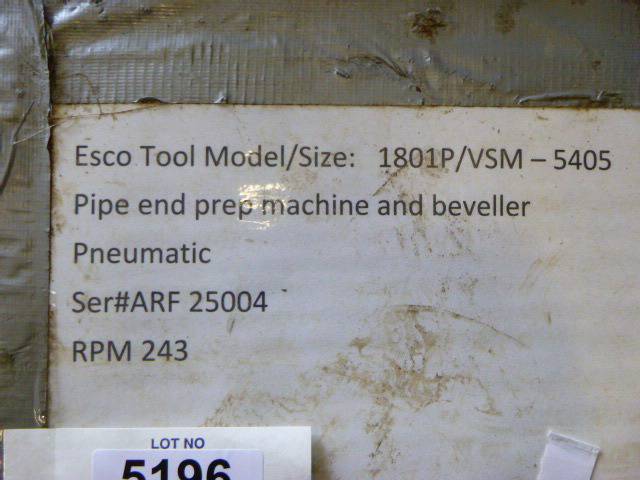 Esco Tool Model/Size: 1801P/VSM – 5405
Pipe end prep machine and beveller
Pneumatic
Ser#ARF 25004
RPM 243
LOT NO
5196